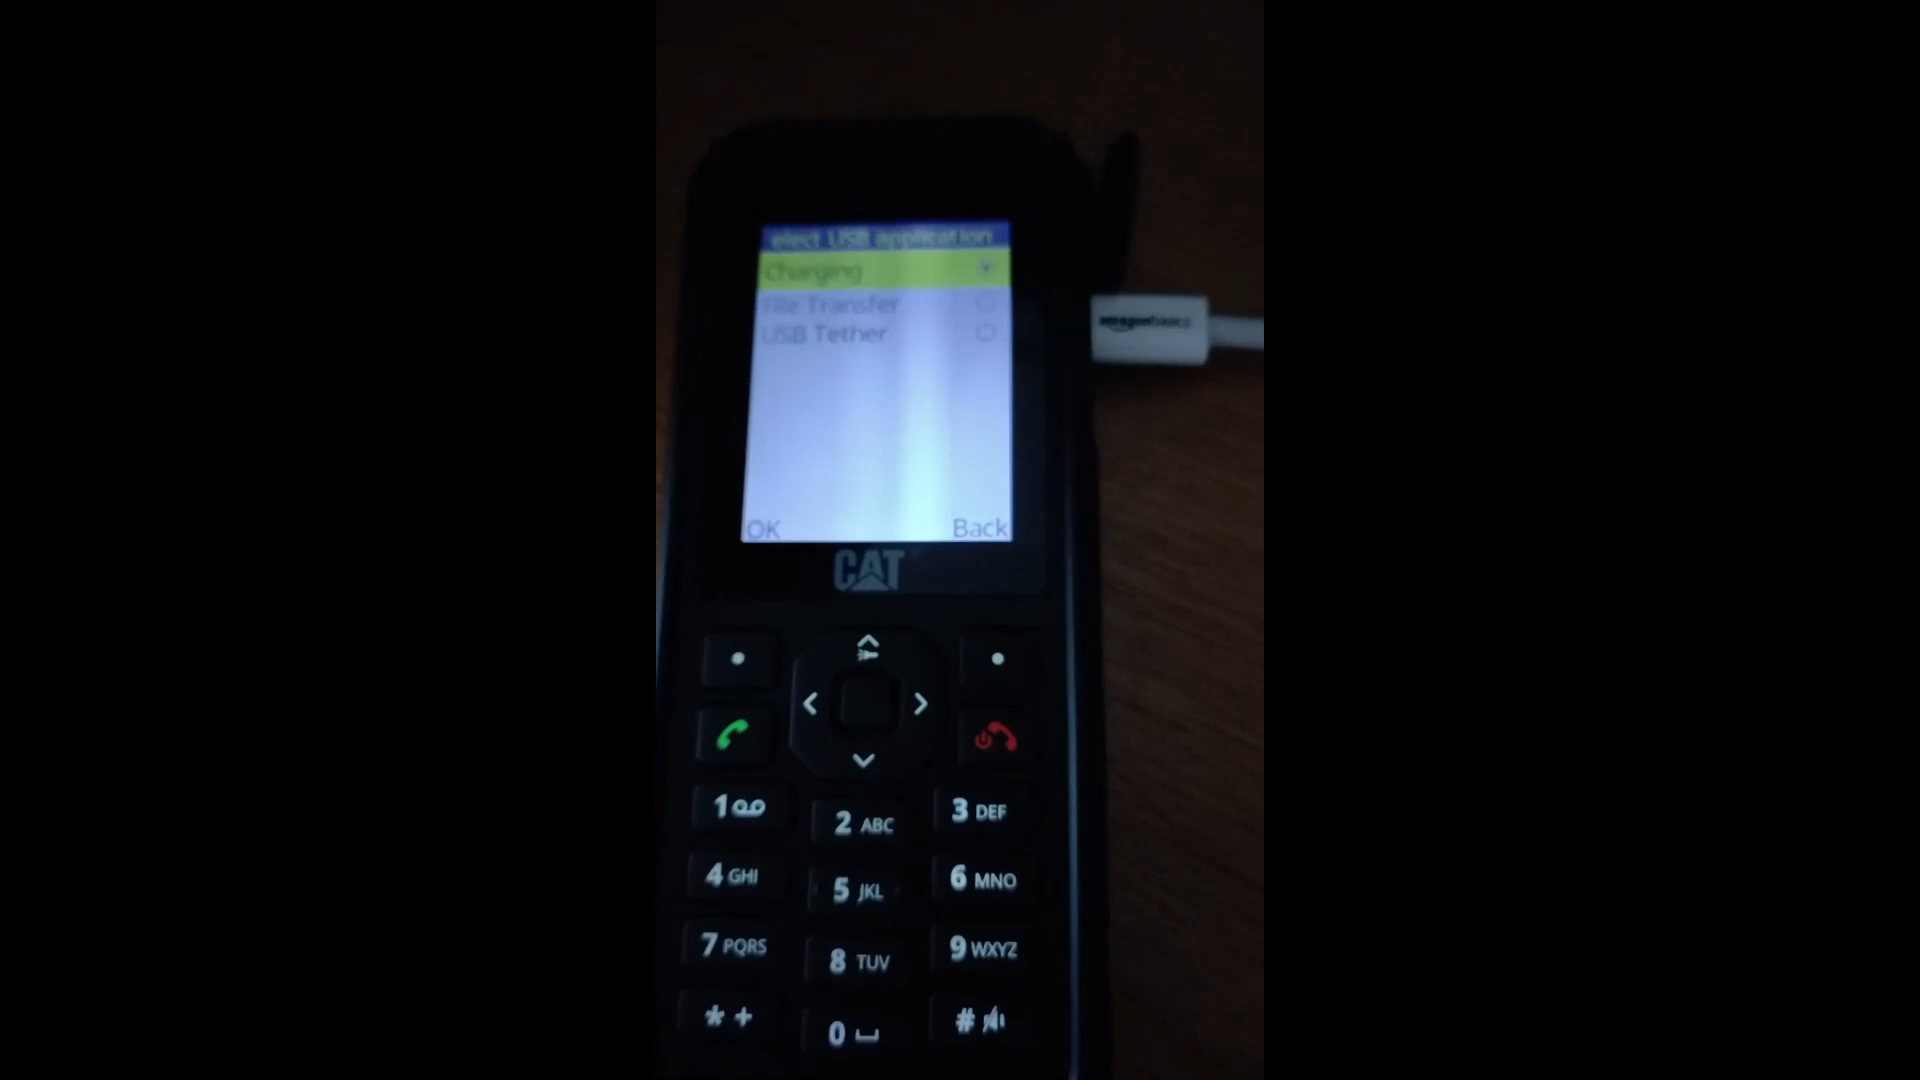 elect USB application
Charging
File Transfer
USB Tether
OK Back
CAT
amazonbasics
1
2 ABC
3 DEF
4 GHI
5 JKL
6 MNO
7 PQRS
8 TUV
9 WXYZ
* +
0
#